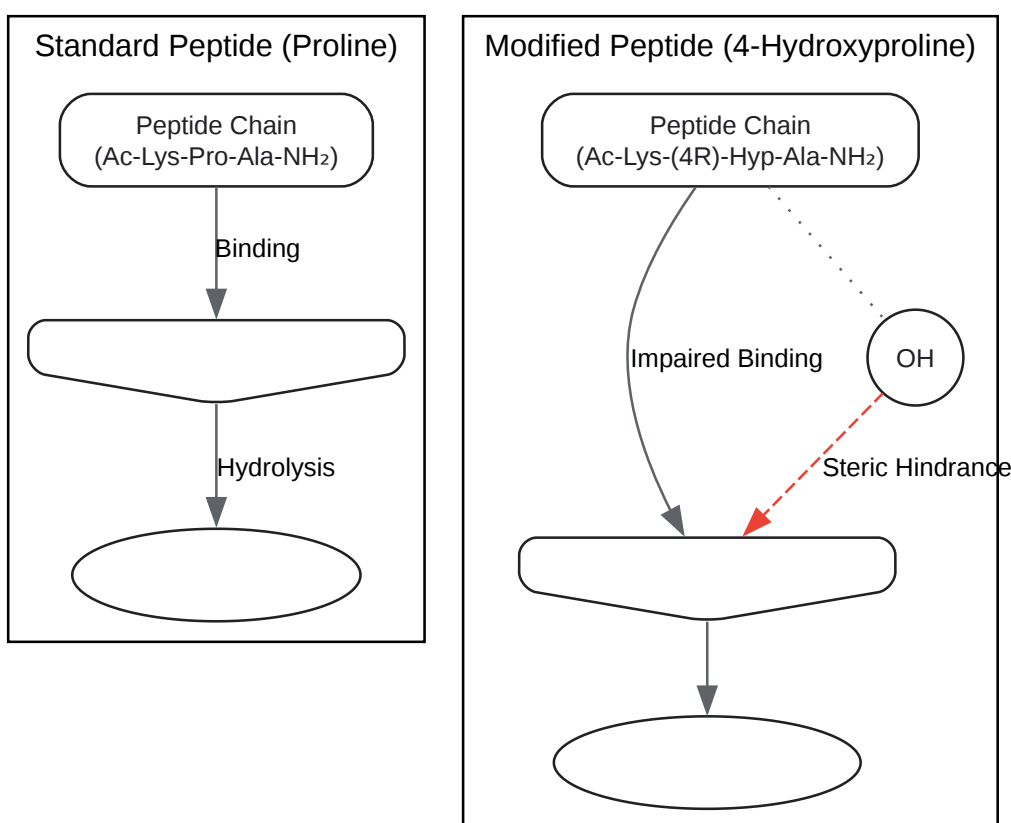 Standard Peptide (Proline)
Peptide Chain
(Ac-Lys-Pro-Ala-NH₂)
Binding
Hydrolysis
Modified Peptide (4-Hydroxyproline)
Peptide Chain
(Ac-Lys-(4R)-Hyp-Ala-NH₂)
Impaired Binding
OH
Steric Hindrance